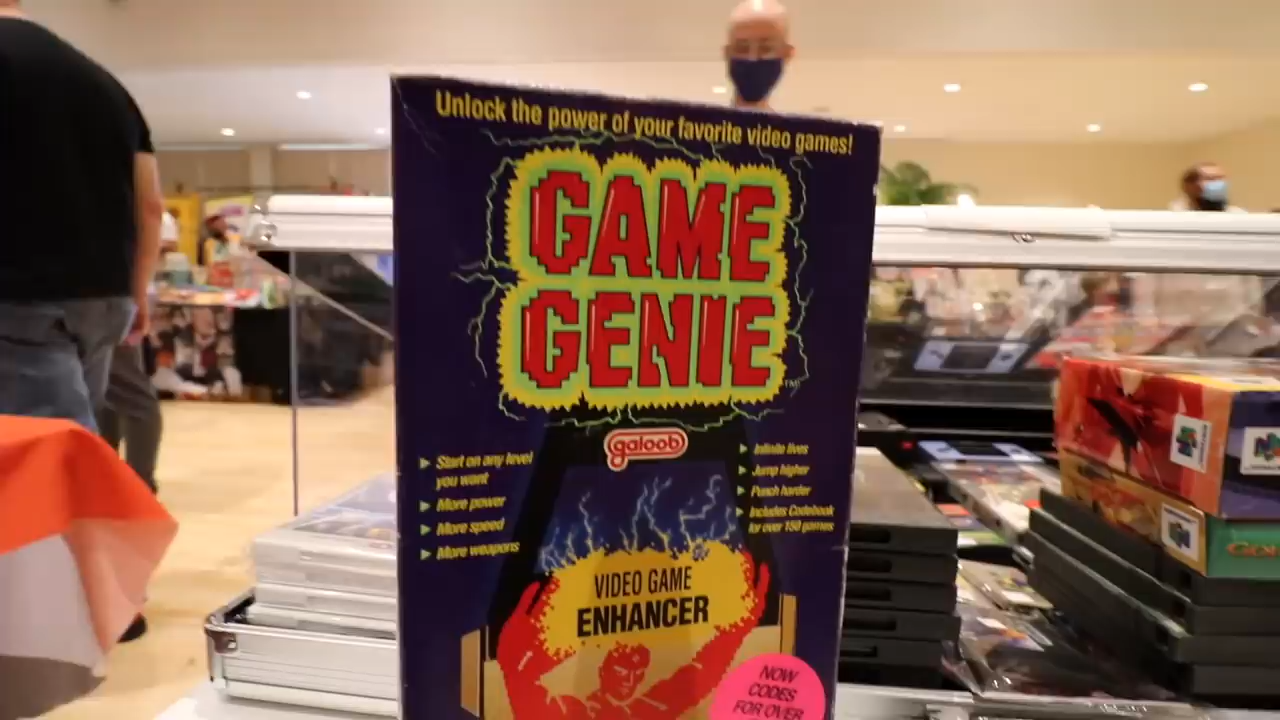 Unlock the power of your favorite video games!
GAME
GENIE
TM
galoob
▸ Start on any level
you want
▸ More power
▸ More speed
▸ More weapons
▸ Infinite lives
▸ Jump higher
▸ Punch harder
▸ Includes Codebook
for over 150 games
VIDEO GAME
ENHANCER
NOW
CODES
FOR OVER